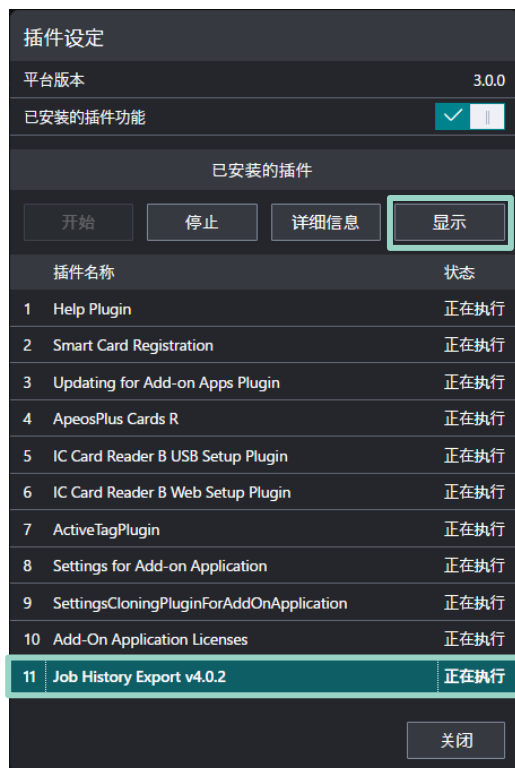 插件设定
平台版本 3.0.0
已安装的插件功能
已安装的插件
开始 停止 详细信息 显示
插件名称 状态
1 Help Plugin 正在执行
2 Smart Card Registration 正在执行
3 Updating for Add-on Apps Plugin 正在执行
4 ApeosPlus Cards R 正在执行
5 IC Card Reader B USB Setup Plugin 正在执行
6 IC Card Reader B Web Setup Plugin 正在执行
7 ActiveTagPlugin 正在执行
8 Settings for Add-on Application 正在执行
9 SettingsCloningPluginForAddOnApplication 正在执行
10 Add-On Application Licenses 正在执行
11 Job History Export v4.0.2 正在执行
关闭